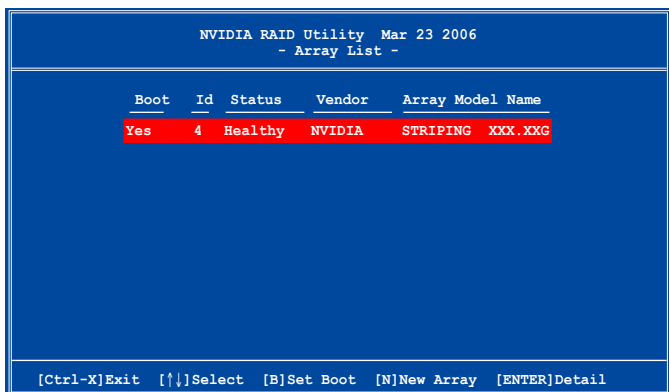 NVIDIA RAID Utility Mar 23 2006
- Array List -
Boot Id Status Vendor Array Model Name
Yes 4 Healthy NVIDIA STRIPING XXX.XXG
[Ctrl-X]Exit [↑↓]Select [B]Set Boot [N]New Array [ENTER]Detail